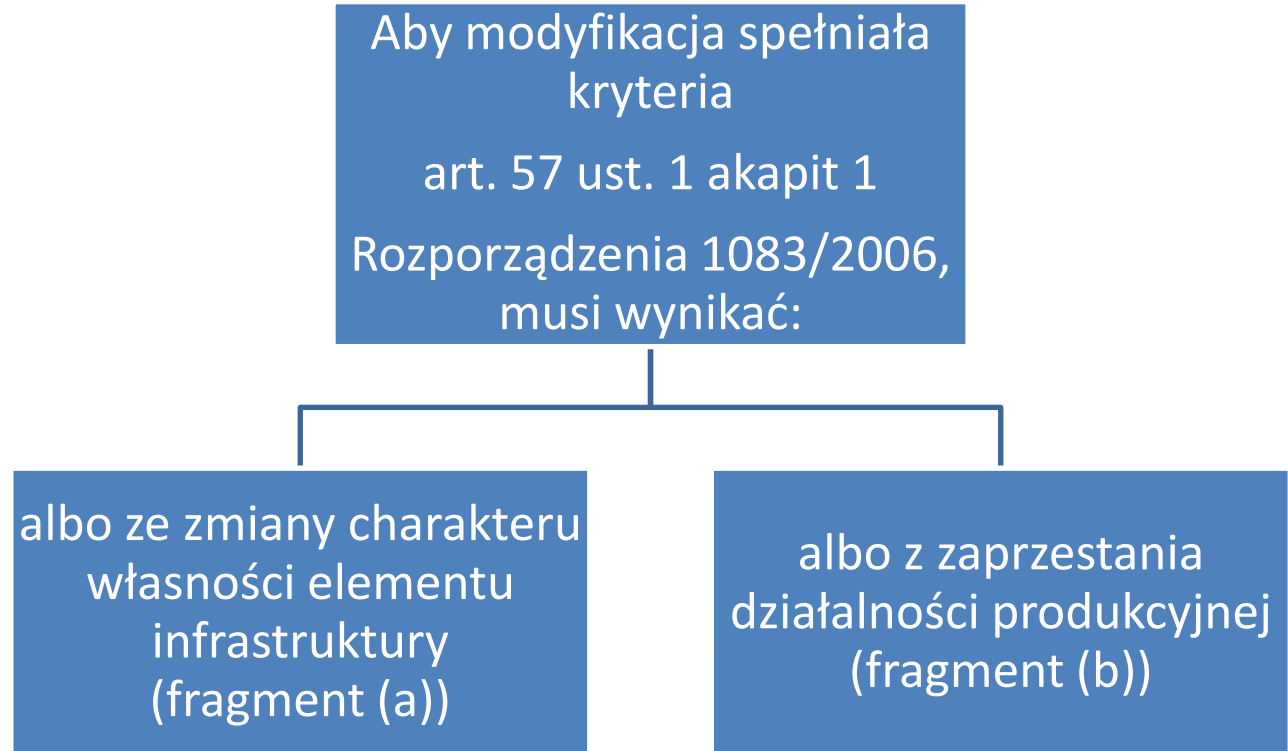 Aby modyfikacja spełniała
kryteria
art. 57 ust. 1 akapit 1
Rozporządzenia 1083/2006,
musi wynikać:
albo ze zmiany charakteru
własności elementu
infrastruktury
(fragment (a))
albo z zaprzestania
działalności produkcyjnej
(fragment (b))